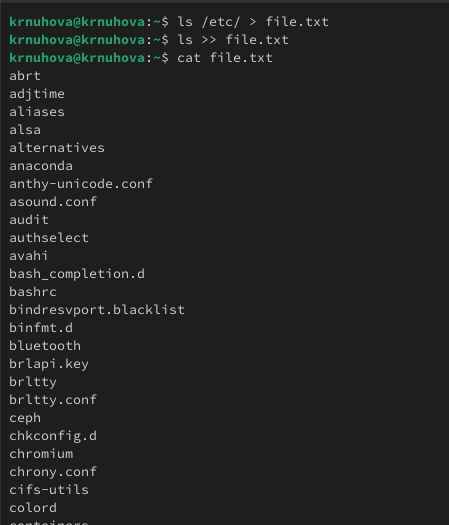 krnuhova@krnuhova:~$ ls /etc/ > file.txt
krnuhova@krnuhova:~$ ls >> file.txt
krnuhova@krnuhova:~$ cat file.txt
abrt
adjtime
aliases
alsa
alternatives
anaconda
anthy-unicode.conf
asound.conf
audit
authselect
avahi
bash_completion.d
bashrc
bindresvport.blacklist
binfmt.d
bluetooth
brlapi.key
brltty
brltty.conf
ceph
chkconfig.d
chromium
chrony.conf
cifs-utils
colord